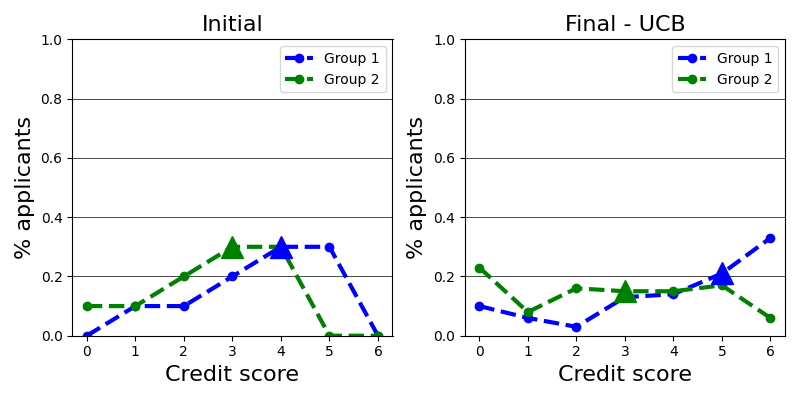 Initial
Final - UCB
% applicants
1.0
0.8
0.6
0.4
0.2
0.0
Group 1
Group 2
0 1 2 3 4 5 6
Credit score
% applicants
1.0
0.8
0.6
0.4
0.2
0.0
Group 1
Group 2
0 1 2 3 4 5 6
Credit score